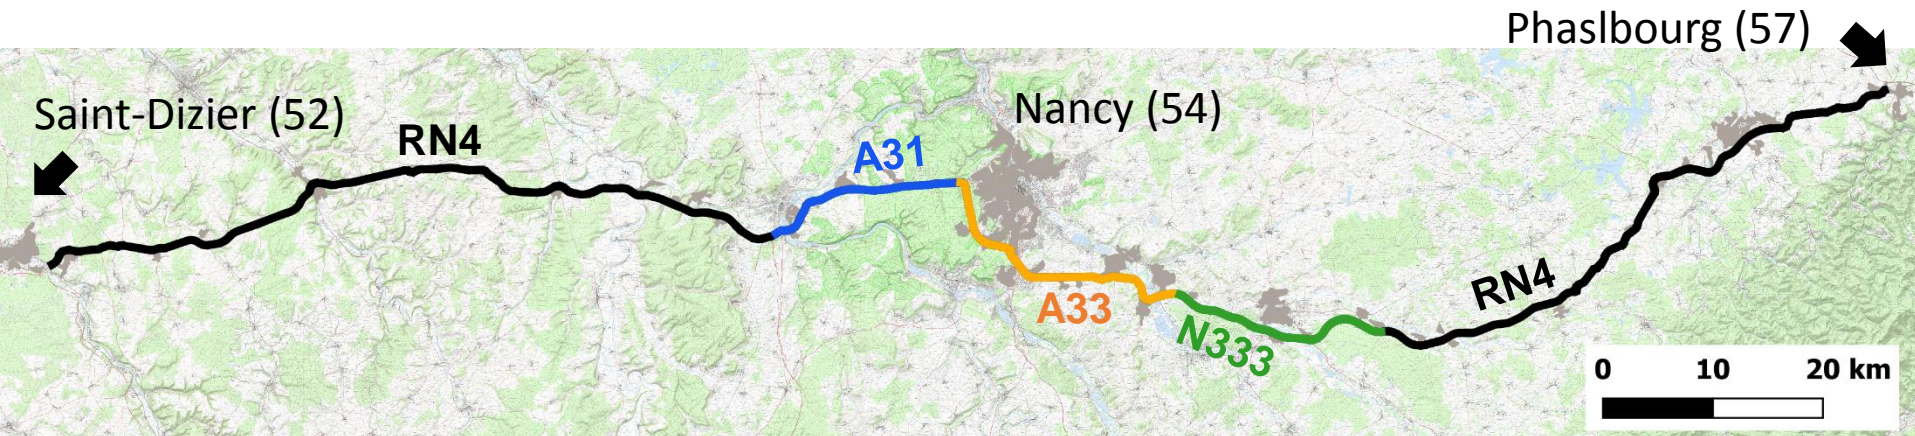 Phaslbourg (57)
Saint-Dizier (52)
RN4
A31
Nancy (54)
A33
N333
RN4
0 10 20 km